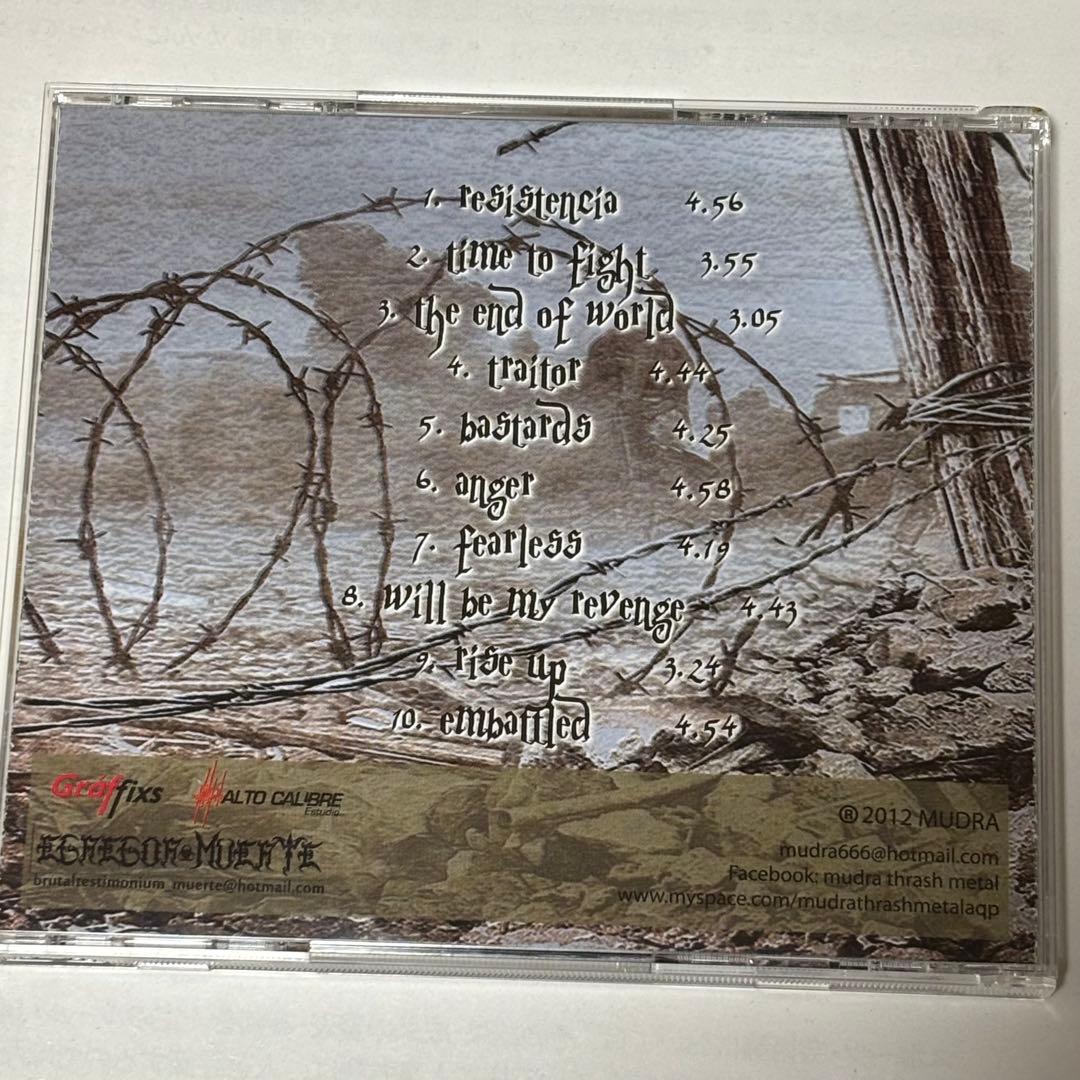 1. resistencia 4.56
2. time to fight 3.55
3. the end of world 3.05
4. traitor 4.44
5. bastards 4.25
6. anger 4.58
7. fearless 4.19
8. will be my revenge 4.43
9. rise up 3.24
10. embattled 4.54
Gráffixs
ALTO CALIBRE
Estudio
EGREGOR MUERTE
brutaltestimonium_muerte@hotmail.com
® 2012 MUDRA
mudra666@hotmail.com
Facebook: mudra thrash metal
www.myspace.com/mudrathrashmetalaqp